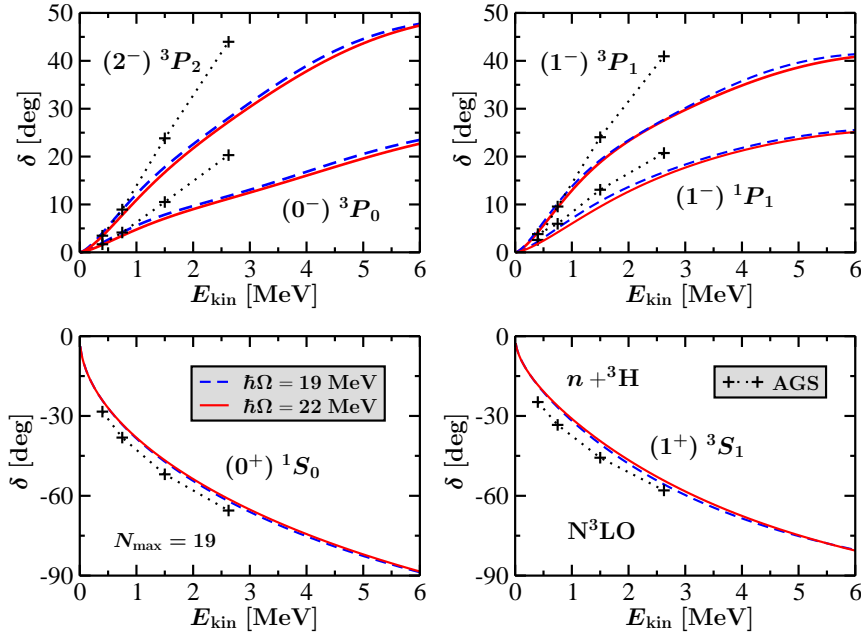 50
40
30
20
10
0
δ [deg]
(2⁻) ³P₂
(0⁻) ³P₀
0 1 2 3 4 5 6
E_kin [MeV]
50
40
30
20
10
0
δ [deg]
(1⁻) ³P₁
(1⁻) ¹P₁
0 1 2 3 4 5 6
E_kin [MeV]
0
-30
-60
-90
δ [deg]
ℏΩ = 19 MeV
ℏΩ = 22 MeV
(0⁺) ¹S₀
N_max = 19
0 1 2 3 4 5 6
E_kin [MeV]
0
-30
-60
-90
δ [deg]
n +³H
AGS
(1⁺) ³S₁
N³LO
0 1 2 3 4 5 6
E_kin [MeV]